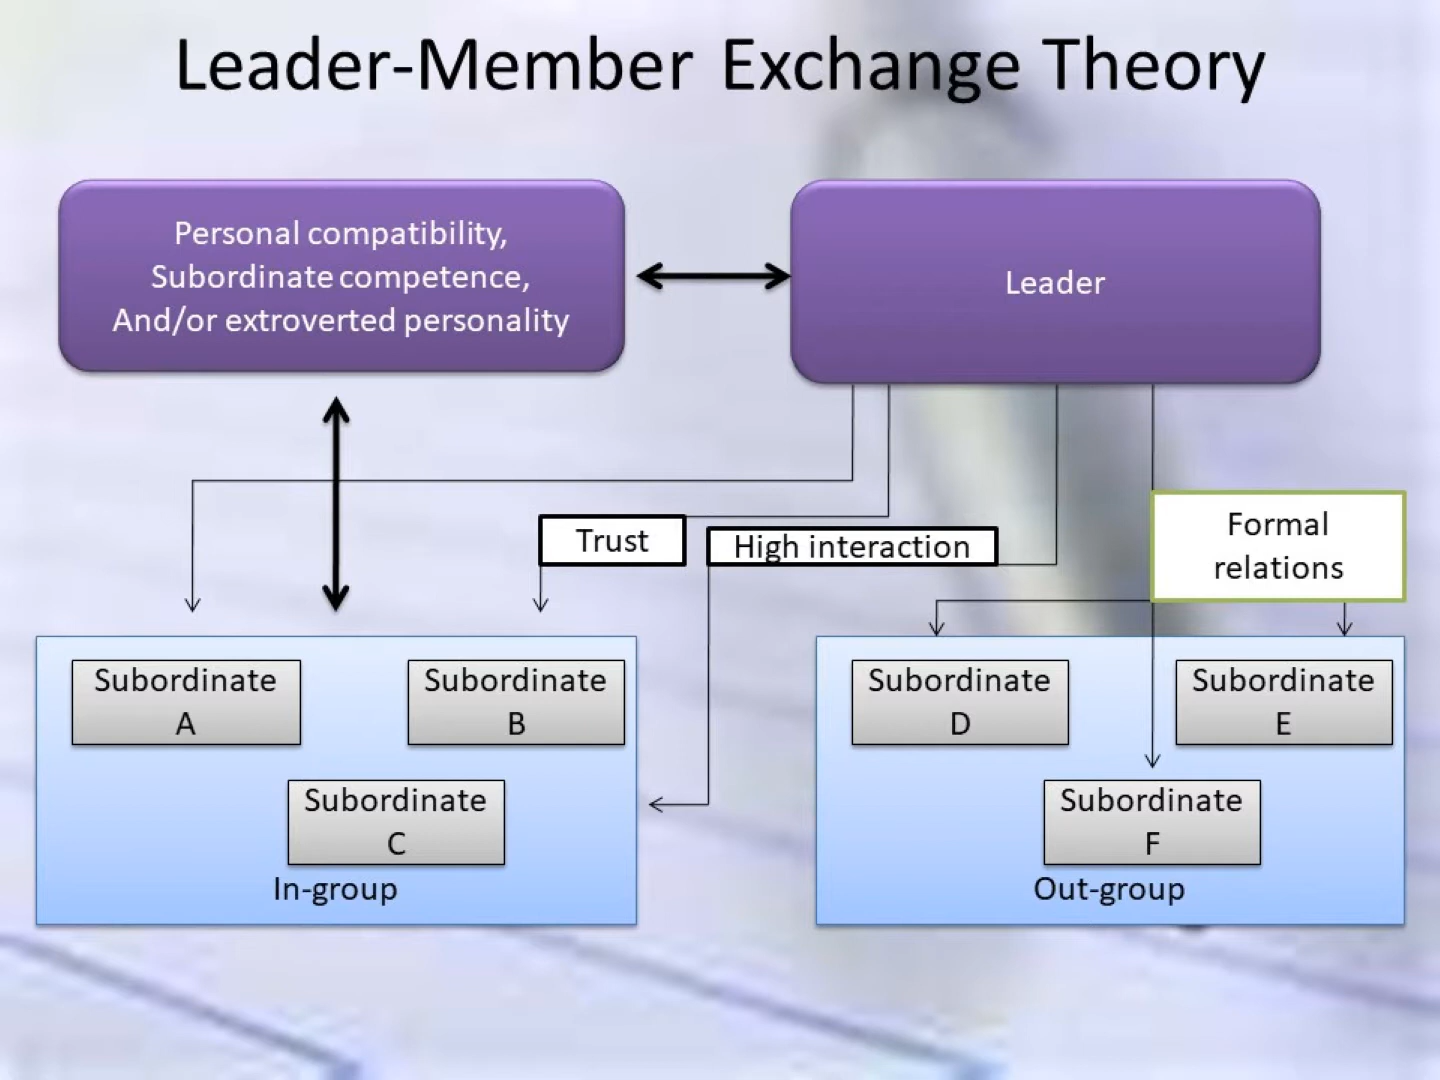 Leader-Member Exchange Theory
Personal compatibility,
Subordinate competence,
And/or extroverted personality
Leader
Trust
High interaction
Formal
relations
Subordinate
A
Subordinate
B
Subordinate
C
In-group
Subordinate
D
Subordinate
E
Subordinate
F
Out-group